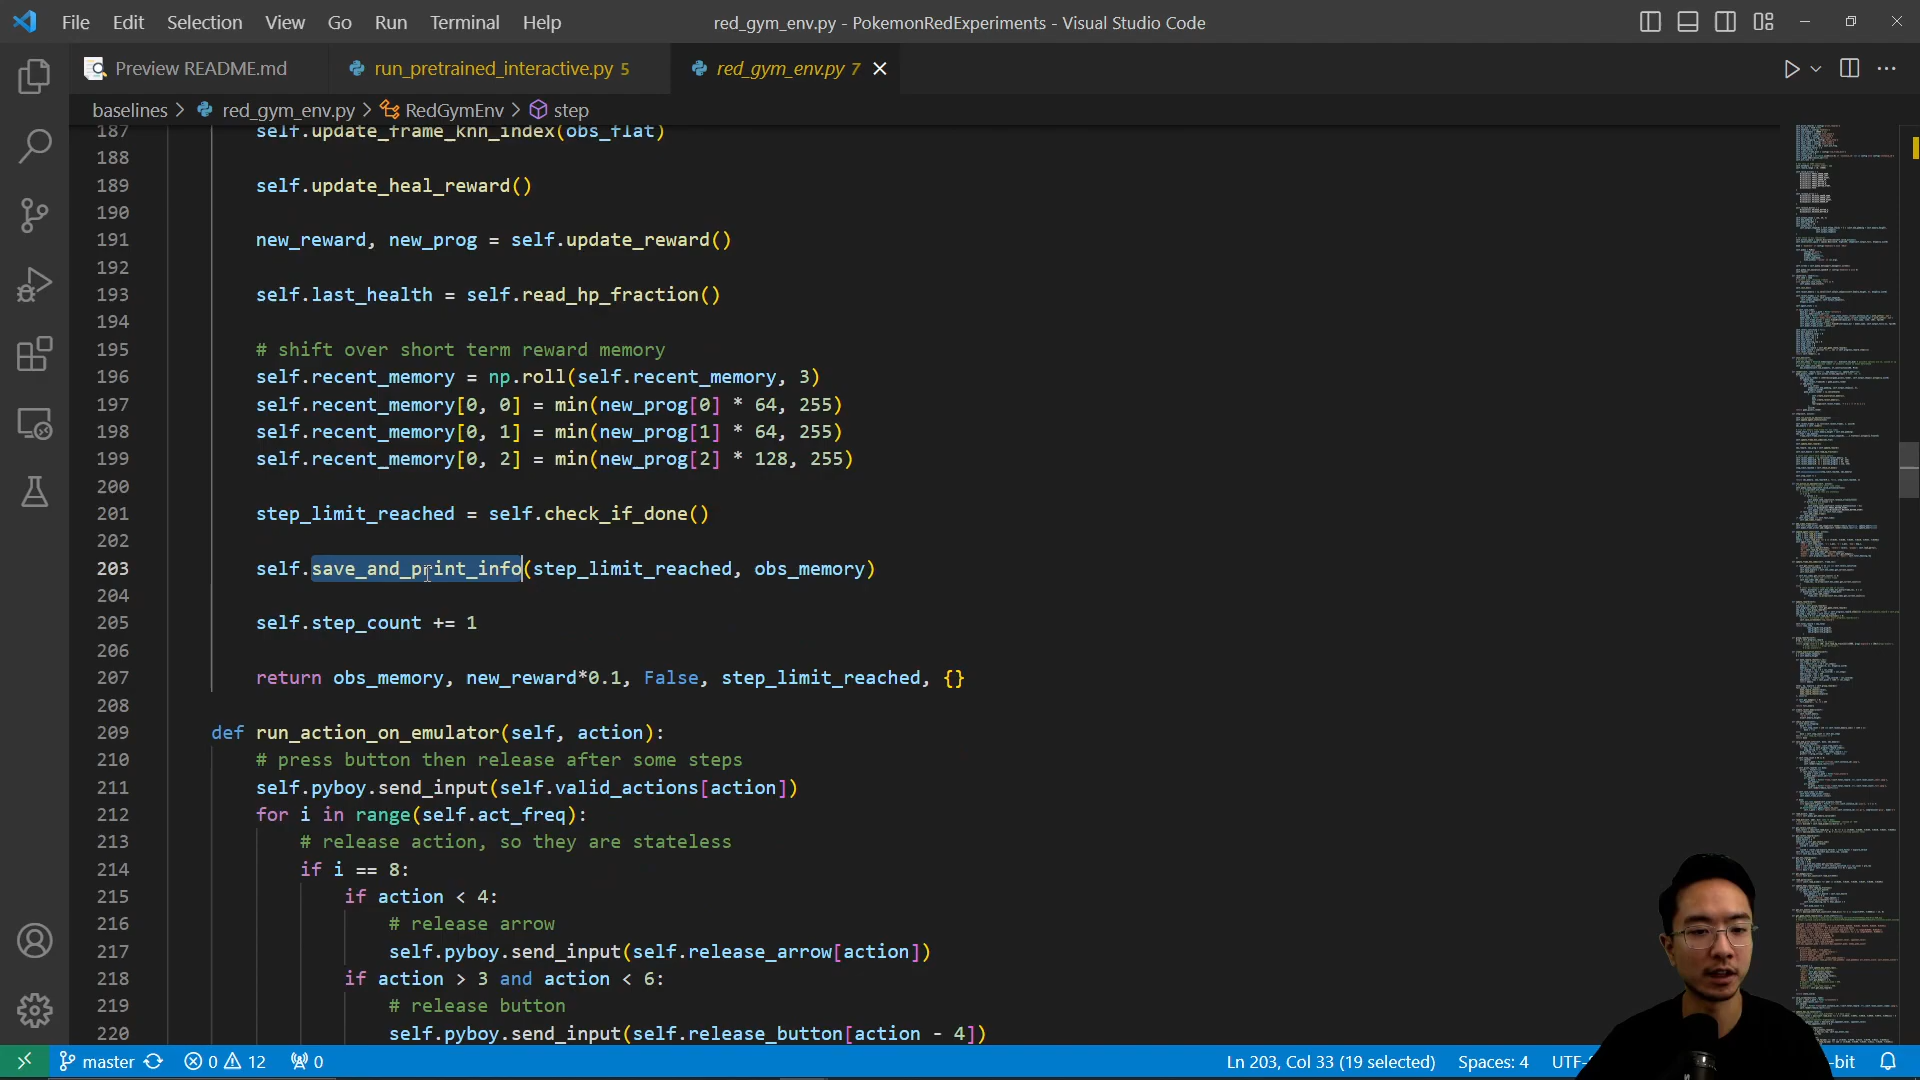 File Edit Selection View Go Run Terminal Help
red_gym_env.py - PokemonRedExperiments - Visual Studio Code
Preview README.md
run_pretrained_interactive.py 5
red_gym_env.py 7
baselines > red_gym_env.py > RedGymEnv > step
187 self.update_frame_knn_index(obs_flat)
188
189 self.update_heal_reward()
190
191 new_reward, new_prog = self.update_reward()
192
193 self.last_health = self.read_hp_fraction()
194
195 # shift over short term reward memory
196 self.recent_memory = np.roll(self.recent_memory, 3)
197 self.recent_memory[0, 0] = min(new_prog[0] * 64, 255)
198 self.recent_memory[0, 1] = min(new_prog[1] * 64, 255)
199 self.recent_memory[0, 2] = min(new_prog[2] * 128, 255)
200
201 step_limit_reached = self.check_if_done()
202
203 self.save_and_print_info(step_limit_reached, obs_memory)
204
205 self.step_count += 1
206
207 return obs_memory, new_reward*0.1, False, step_limit_reached, {}
208
209 def run_action_on_emulator(self, action):
210 # press button then release after some steps
211 self.pyboy.send_input(self.valid_actions[action])
212 for i in range(self.act_freq):
213 # release action, so they are stateless
214 if i == 8:
215 if action < 4:
216 # release arrow
217 self.pyboy.send_input(self.release_arrow[action])
218 if action > 3 and action < 6:
219 # release button
220 self.pyboy.send_input(self.release_button[action - 4])
master 0 12 0 Ln 203, Col 33 (19 selected) Spaces: 4 UTF- -bit